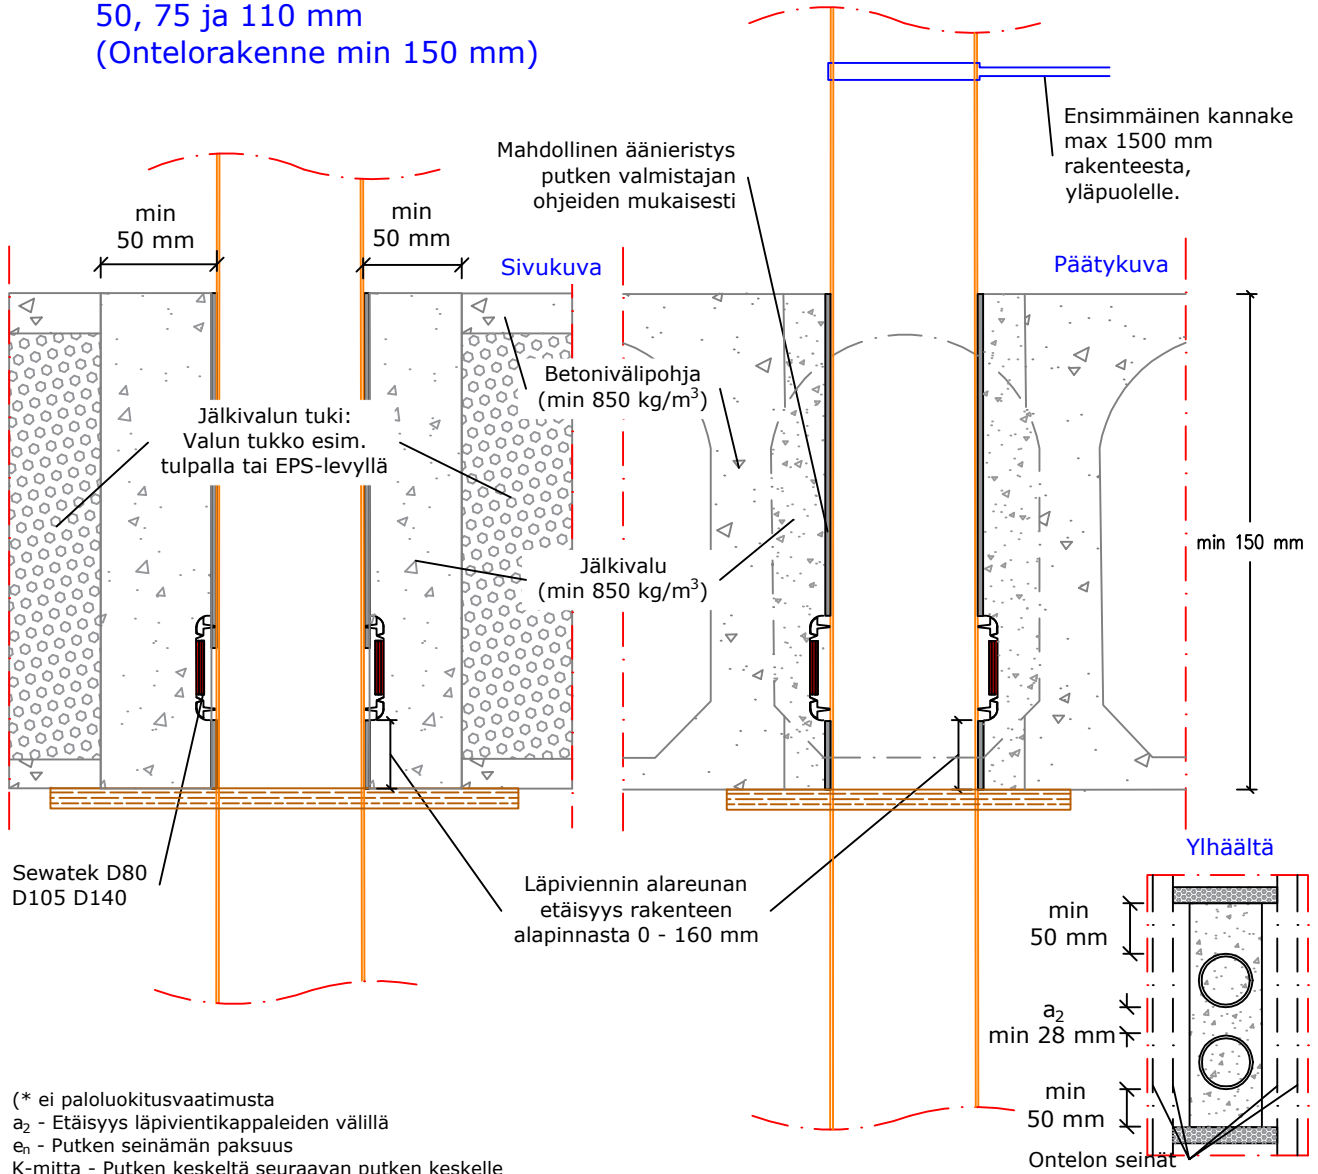 50, 75 ja 110 mm
(Ontelorakenne min 150 mm)
Ensimmäinen kannake
max 1500 mm
rakenteesta,
yläpuolelle.
Mahdollinen äänieristys
putken valmistajan
ohjeiden mukaisesti
min
50 mm
min
50 mm
Sivukuva
Päätykuva
Betonivälipohja
(min 850 kg/m³)
Jälkivalun tuki:
Valun tukko esim.
tulpalla tai EPS-levyllä
min 150 mm
Jälkivalu
(min 850 kg/m³)
Sewatek D80
D105 D140
Läpiviennin alareunan
etäisyys rakenteen
alapinnasta 0 - 160 mm
Ylhäältä
min
50 mm
a₂
min 28 mm
min
50 mm
Ontelon seinät
(* ei paloluokitusvaatimusta
a₂ - Etäisyys läpivientikappaleiden välillä
eₙ - Putken seinämän paksuus
K-mitta - Putken keskeltä seuraavan putken keskelle